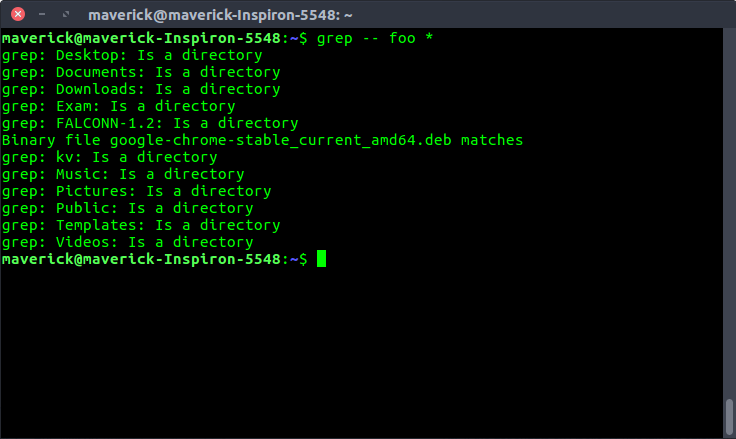 maverick@maverick-Inspiron-5548: ~
maverick@maverick-Inspiron-5548:~$ grep -- foo *
grep: Desktop: Is a directory
grep: Documents: Is a directory
grep: Downloads: Is a directory
grep: Exam: Is a directory
grep: FALCONN-1.2: Is a directory
Binary file google-chrome-stable_current_amd64.deb matches
grep: kv: Is a directory
grep: Music: Is a directory
grep: Pictures: Is a directory
grep: Public: Is a directory
grep: Templates: Is a directory
grep: Videos: Is a directory
maverick@maverick-Inspiron-5548:~$